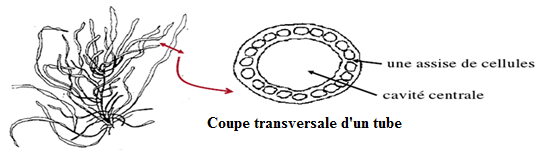 une assise de cellules
cavité centrale
Coupe transversale d'un tube